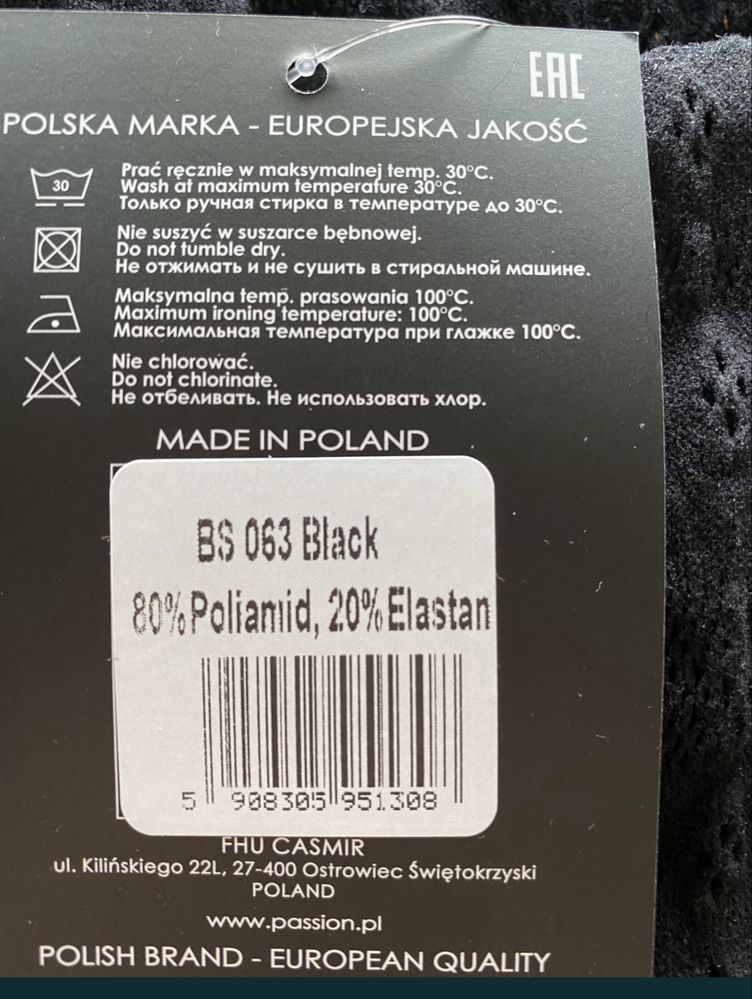 EAC
POLSKA MARKA - EUROPEJSKA JAKOŚĆ
30
Prać ręcznie w maksymalnej temp. 30°C.
Wash at maximum temperature 30°C.
Только ручная стирка в температуре до 30°C.
Nie suszyć w suszarce bębnowej.
Do not tumble dry.
Не отжимать и не сушить в стиральной машине.
Maksymalna temp. prasowania 100°C.
Maximum ironing temperature: 100°C.
Максимальная температура при глажке 100°C.
Nie chlorować.
Do not chlorinate.
Не отбеливать. Не использовать хлор.
MADE IN POLAND
BS 063 Black
80% Poliamid, 20% Elastan
5 908305 951308
FHU CASMIR
ul. Kilińskiego 22L, 27-400 Ostrowiec Świętokrzyski
POLAND
www.passion.pl
POLISH BRAND - EUROPEAN QUALITY